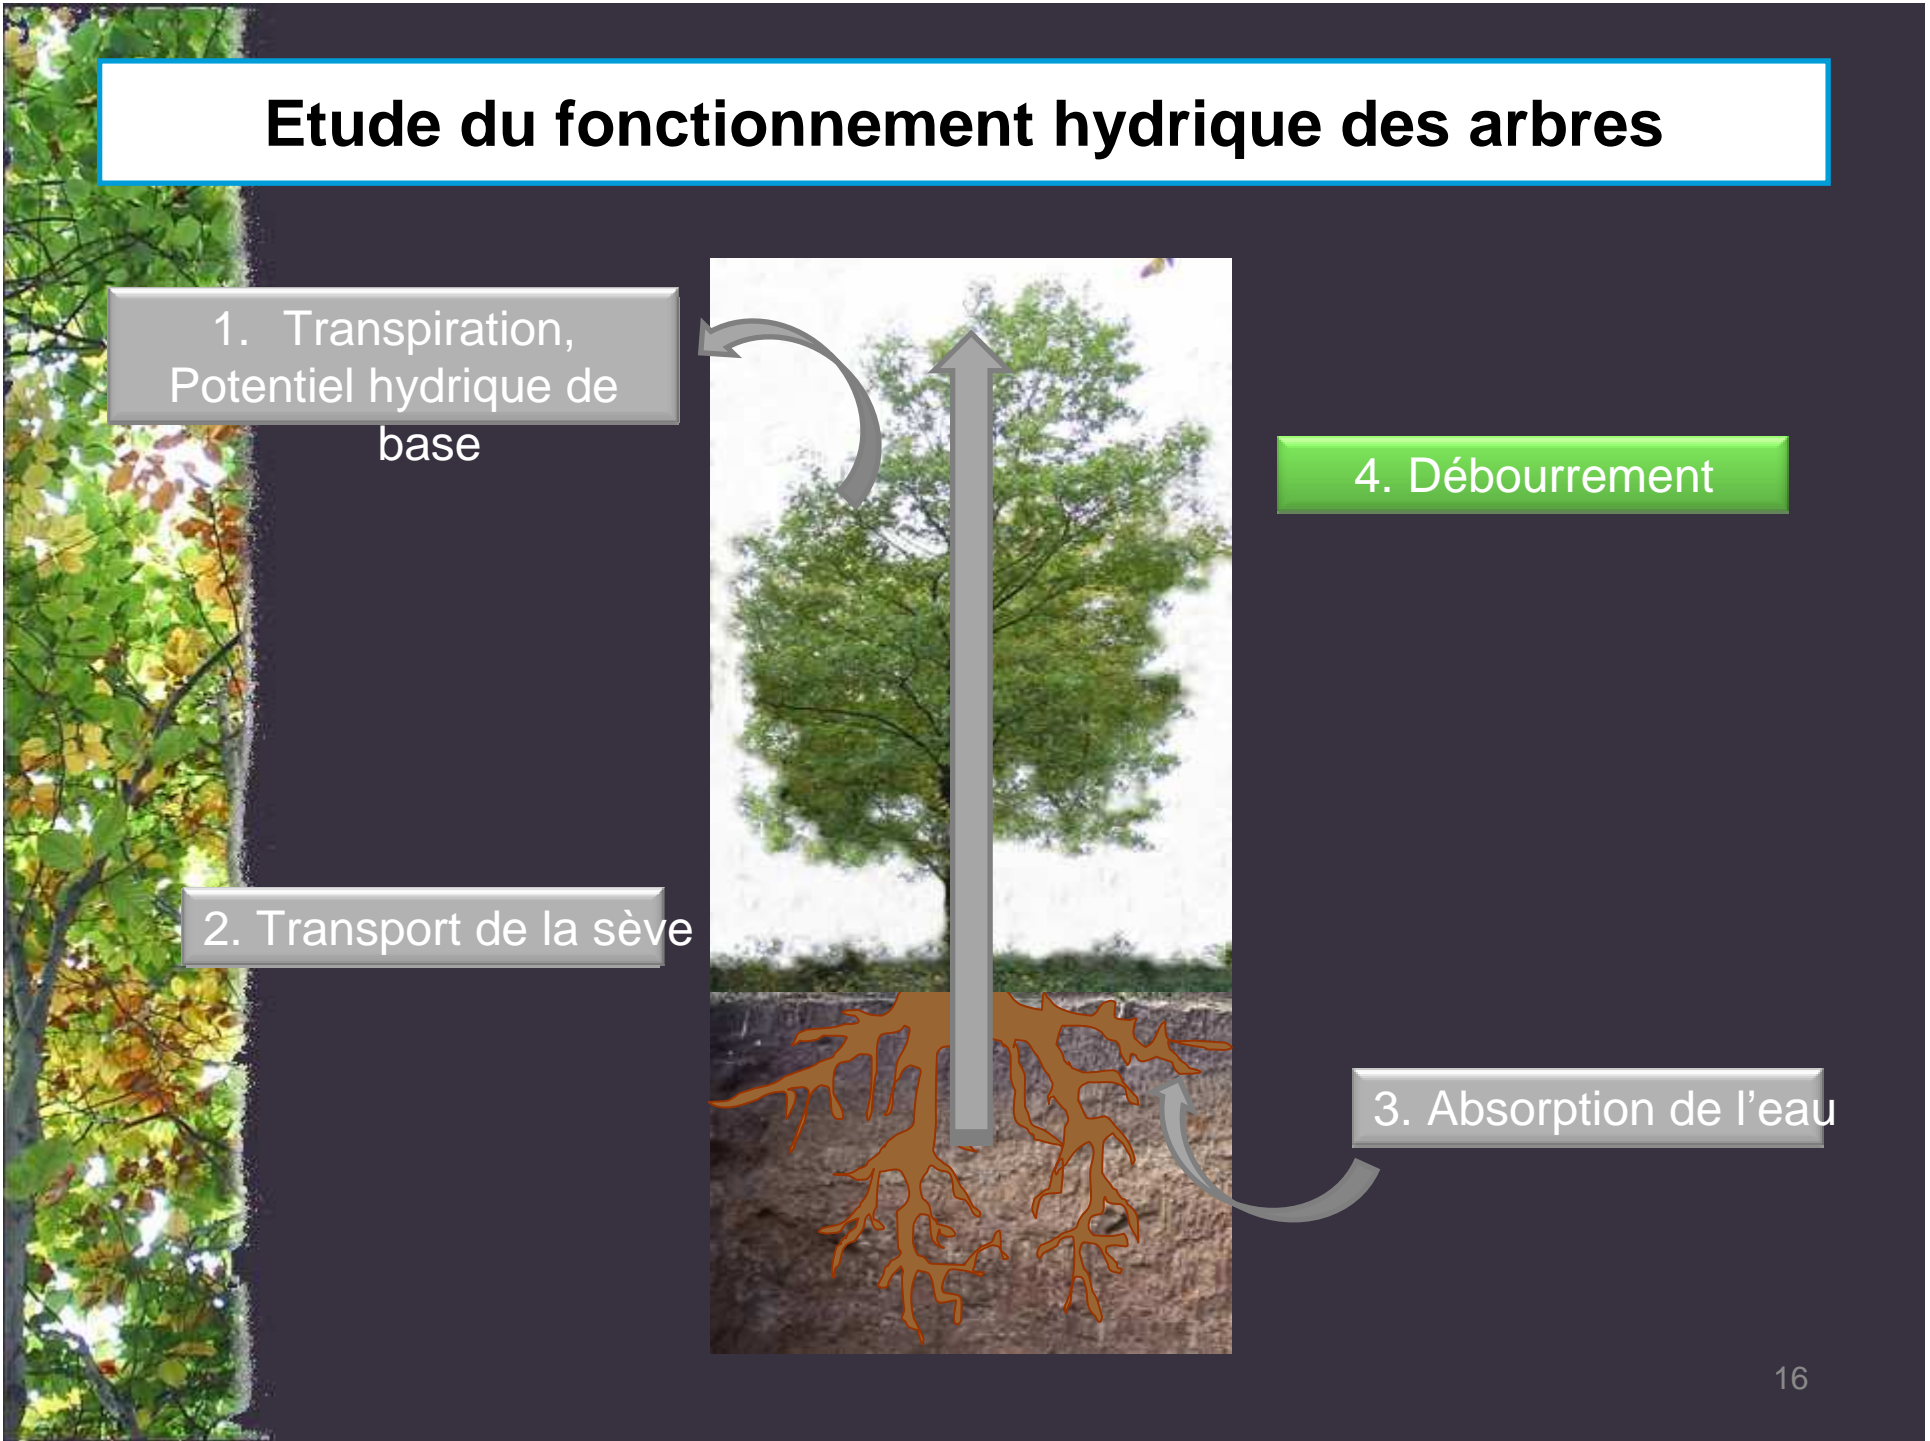 Etude du fonctionnement hydrique des arbres
1. Transpiration,
Potentiel hydrique de
base
4. Débourrement
2. Transport de la sève
3. Absorption de l’eau
16